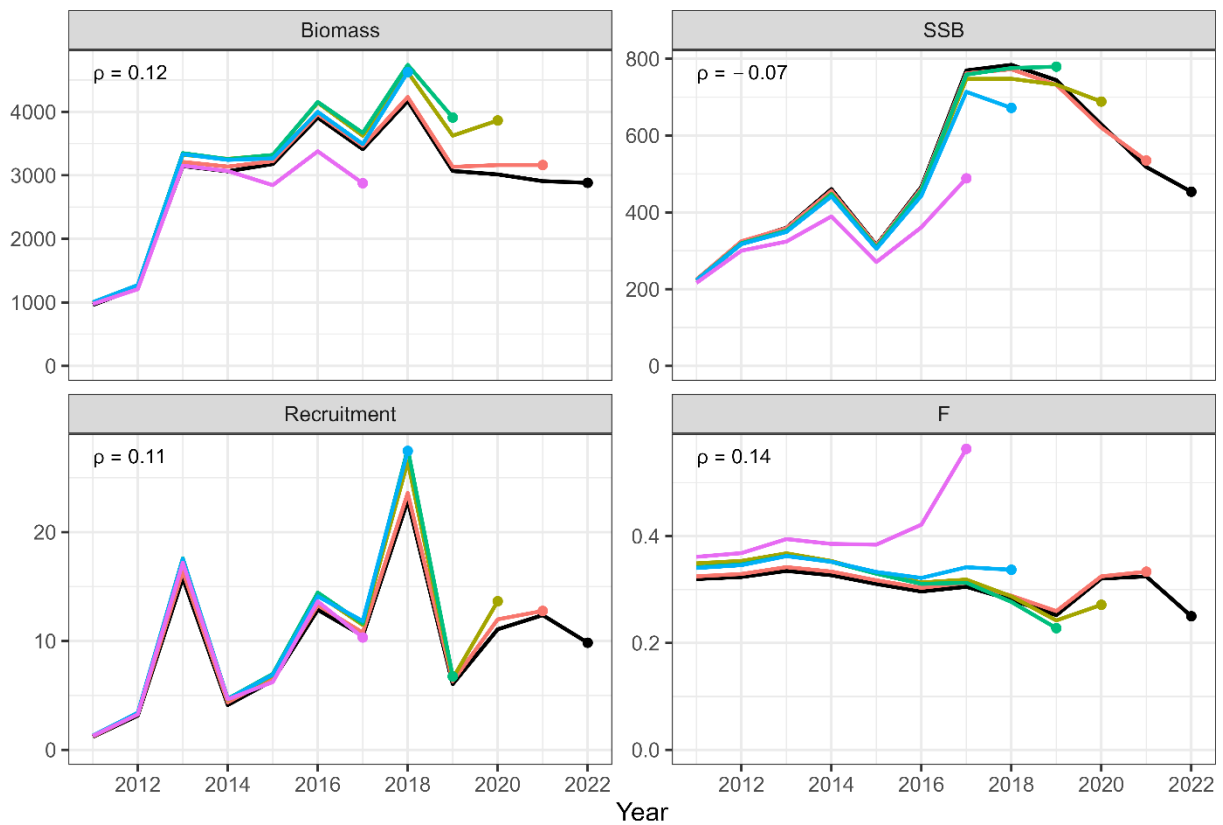 Biomass
SSB
ρ = 0.12
ρ = −0.07
4000
3000
2000
1000
0
800
600
400
200
0
Recruitment
F
ρ = 0.11
ρ = 0.14
20
10
0
0.4
0.2
0.0
2012 2014 2016 2018 2020 2022
2012 2014 2016 2018 2020 2022
Year